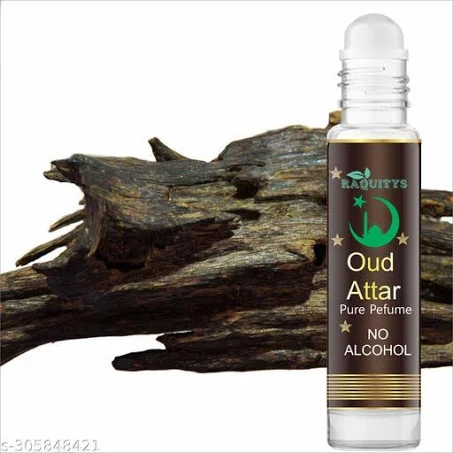 RAQUITYS
Oud
Attar
Pure Pefume
NO
ALCOHOL
s-305848421